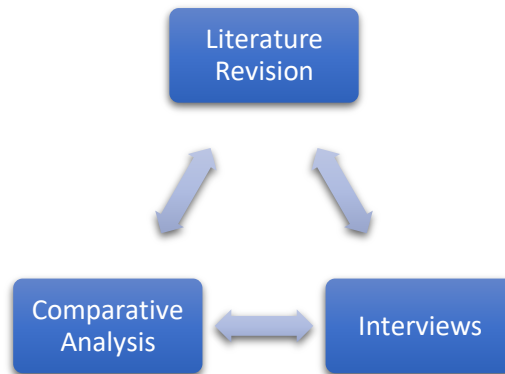 Literature
Revision
Comparative
Analysis
Interviews